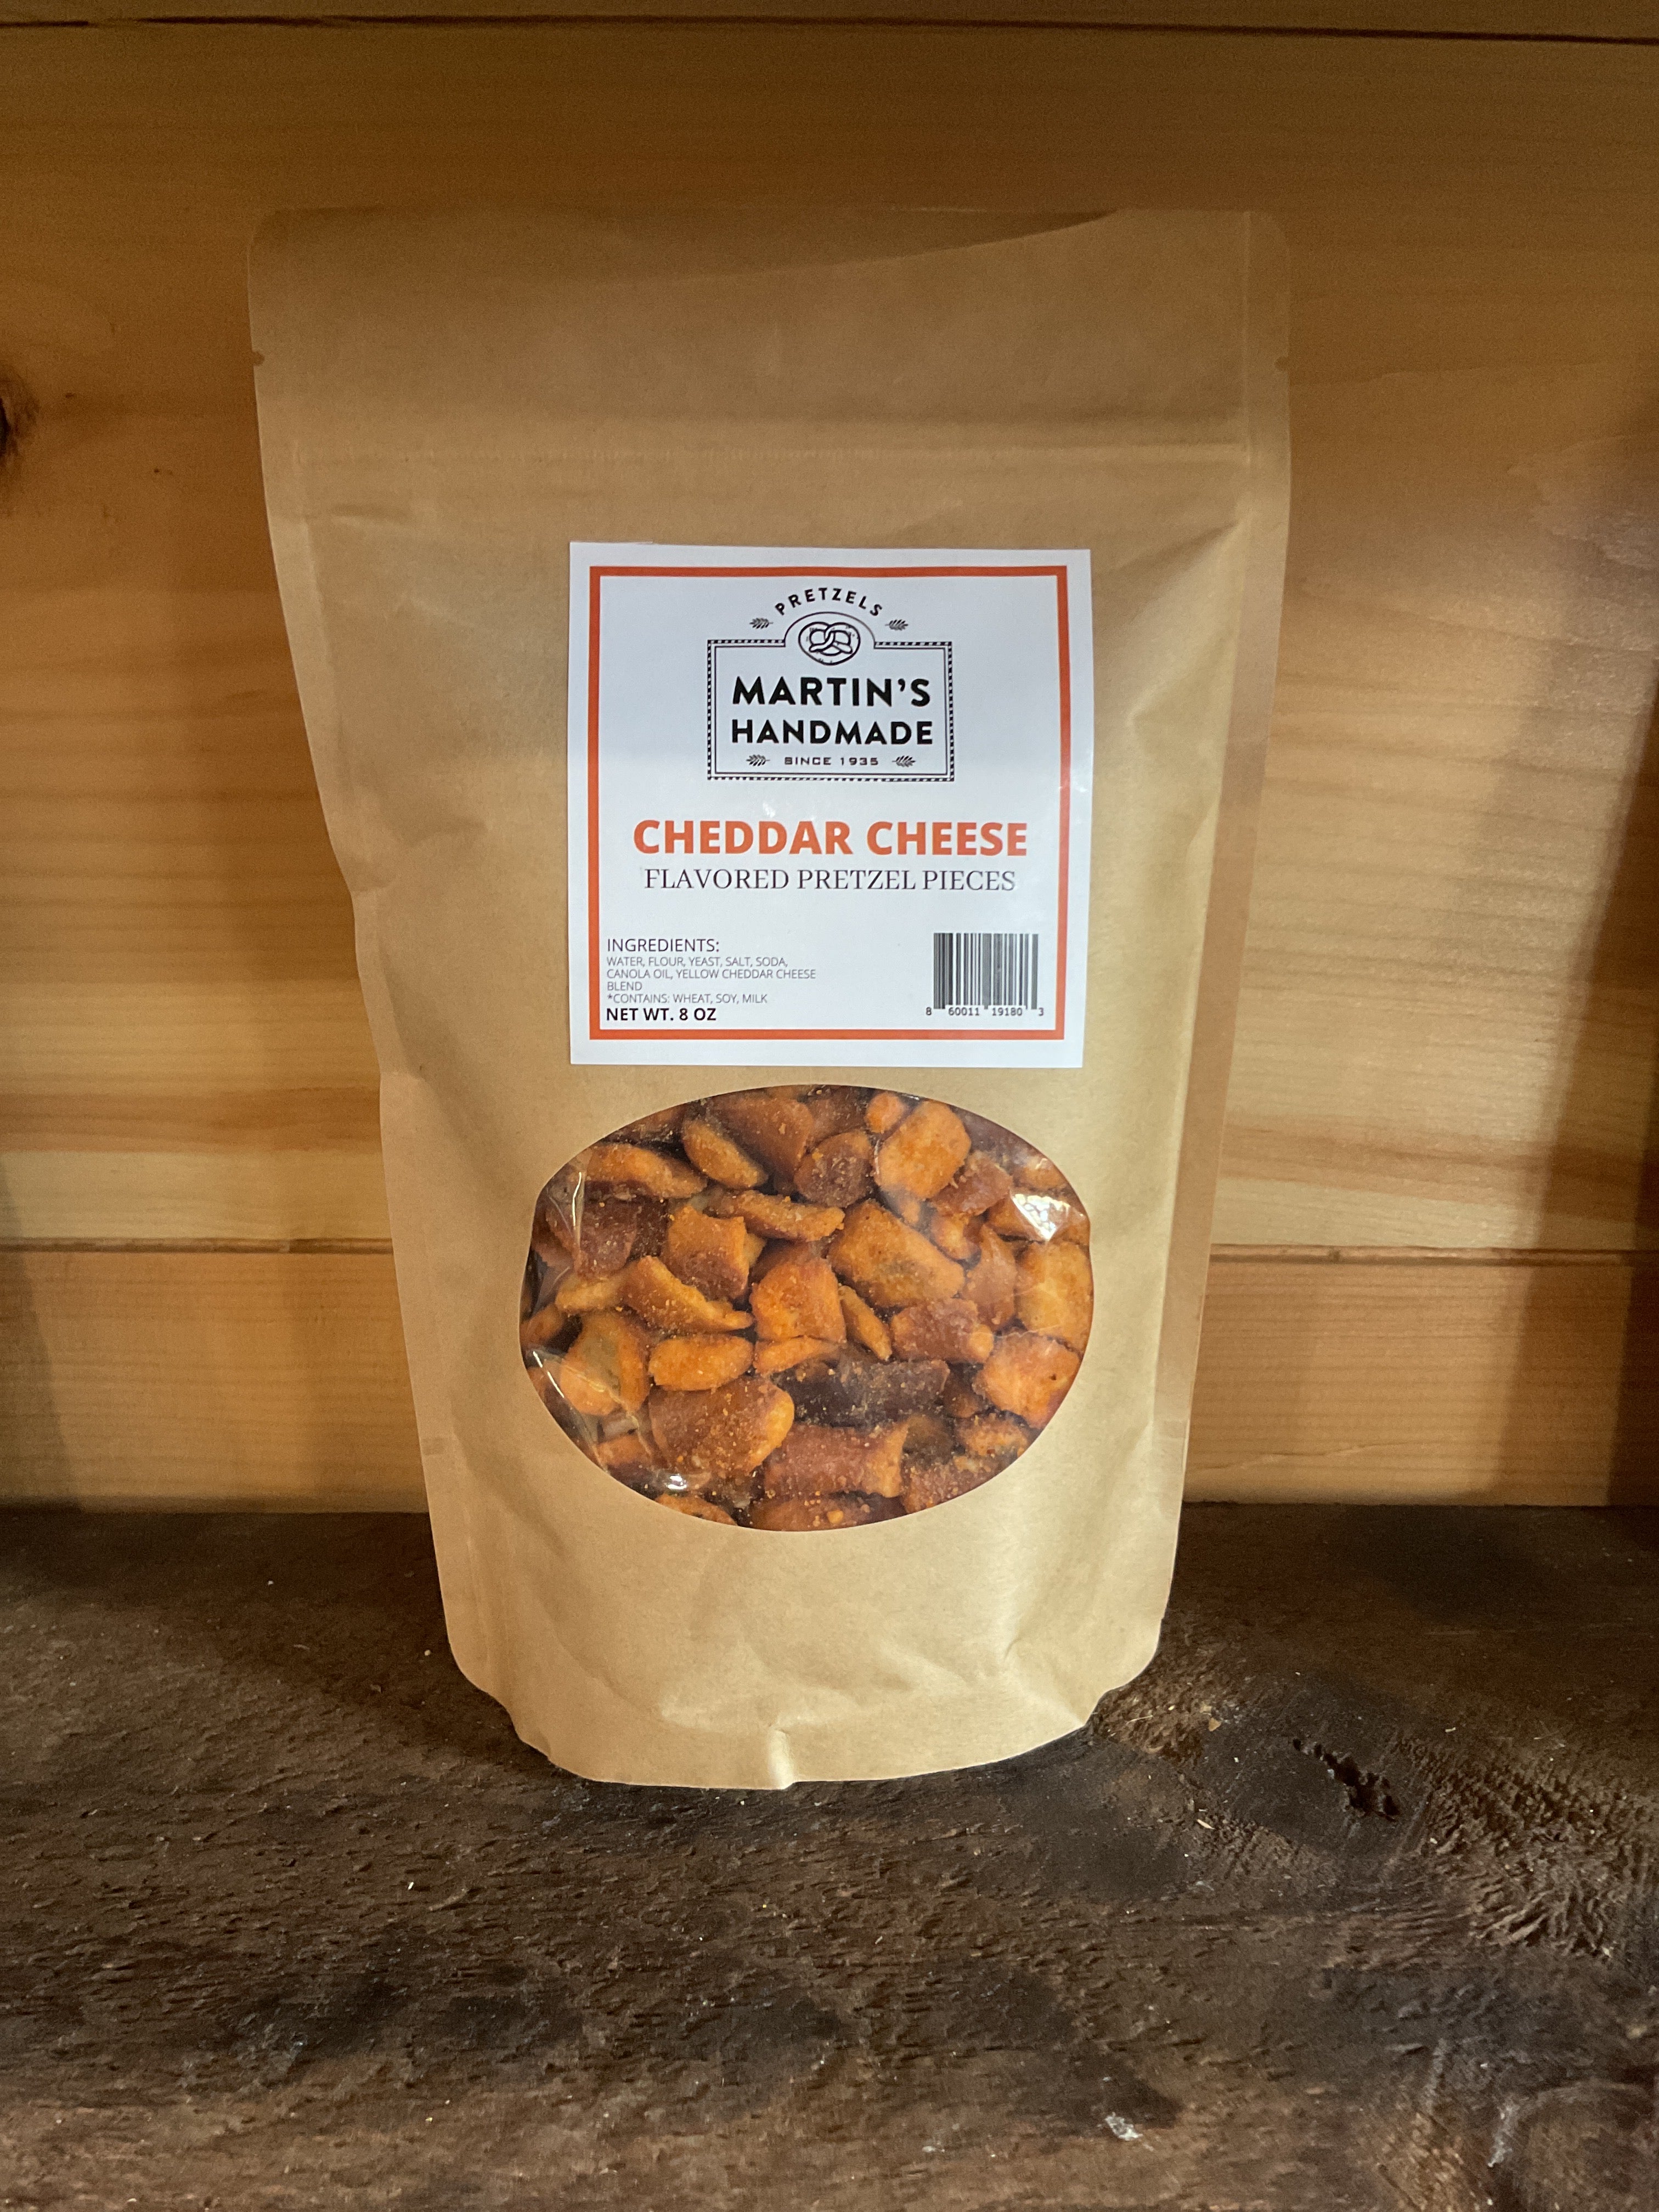 PRETZELS
MARTIN'S
HANDMADE
SINCE 1935
CHEDDAR CHEESE
FLAVORED PRETZEL PIECES
INGREDIENTS:
WATER, FLOUR, YEAST, SALT, SODA,
CANOLA OIL, YELLOW CHEDDAR CHEESE
BLEND
*CONTAINS: WHEAT, SOY, MILK
NET WT. 8 OZ
8 60011 19180 3